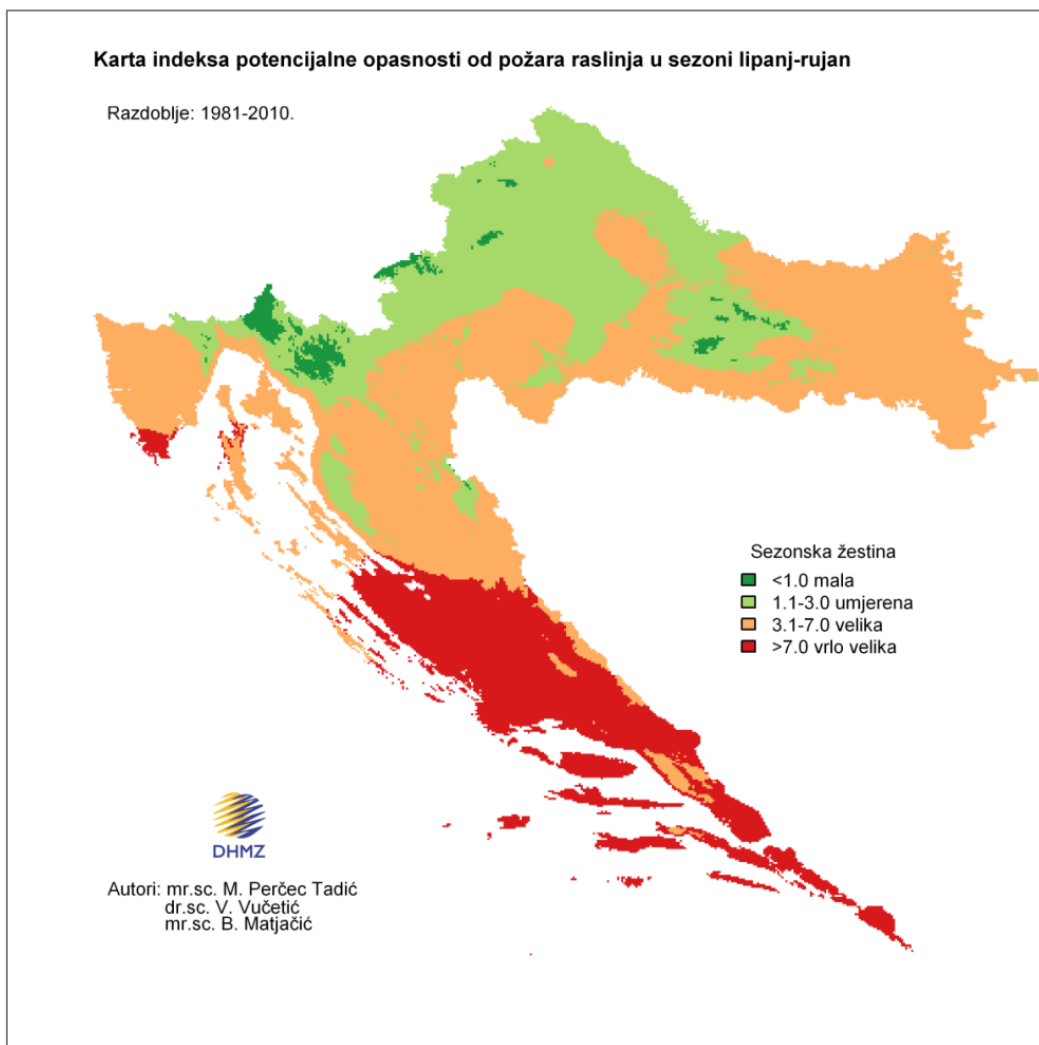 Karta indeksa potencijalne opasnosti od požara raslinja u sezoni lipanj-rujan
Razdoblje: 1981-2010.
Sezonska žestina
<1.0 mala
1.1-3.0 umjerena
3.1-7.0 velika
>7.0 vrlo velika
DHMZ
Autori: mr.sc. M. Perčec Tadić
dr.sc. V. Vučetić
mr.sc. B. Matjačić